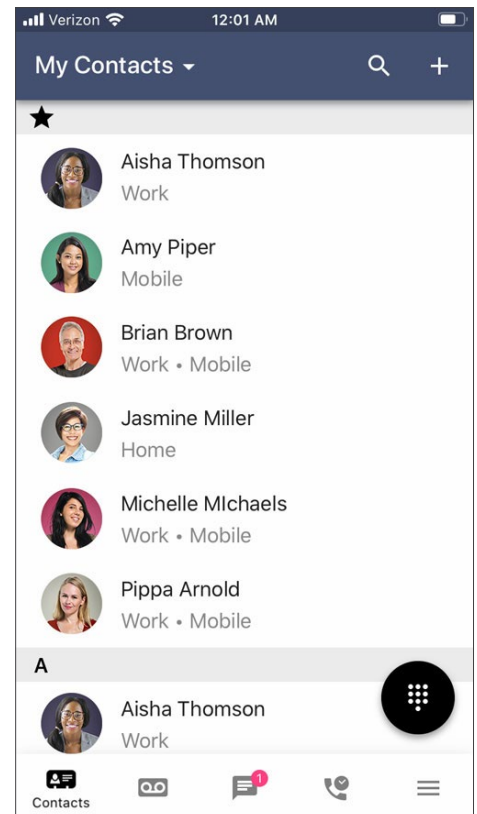 Verizon 12:01 AM
My Contacts
Aisha Thomson
Work
Amy Piper
Mobile
Brian Brown
Work • Mobile
Jasmine Miller
Home
Michelle MIchaels
Work • Mobile
Pippa Arnold
Work • Mobile
A
Aisha Thomson
Work
1
Contacts